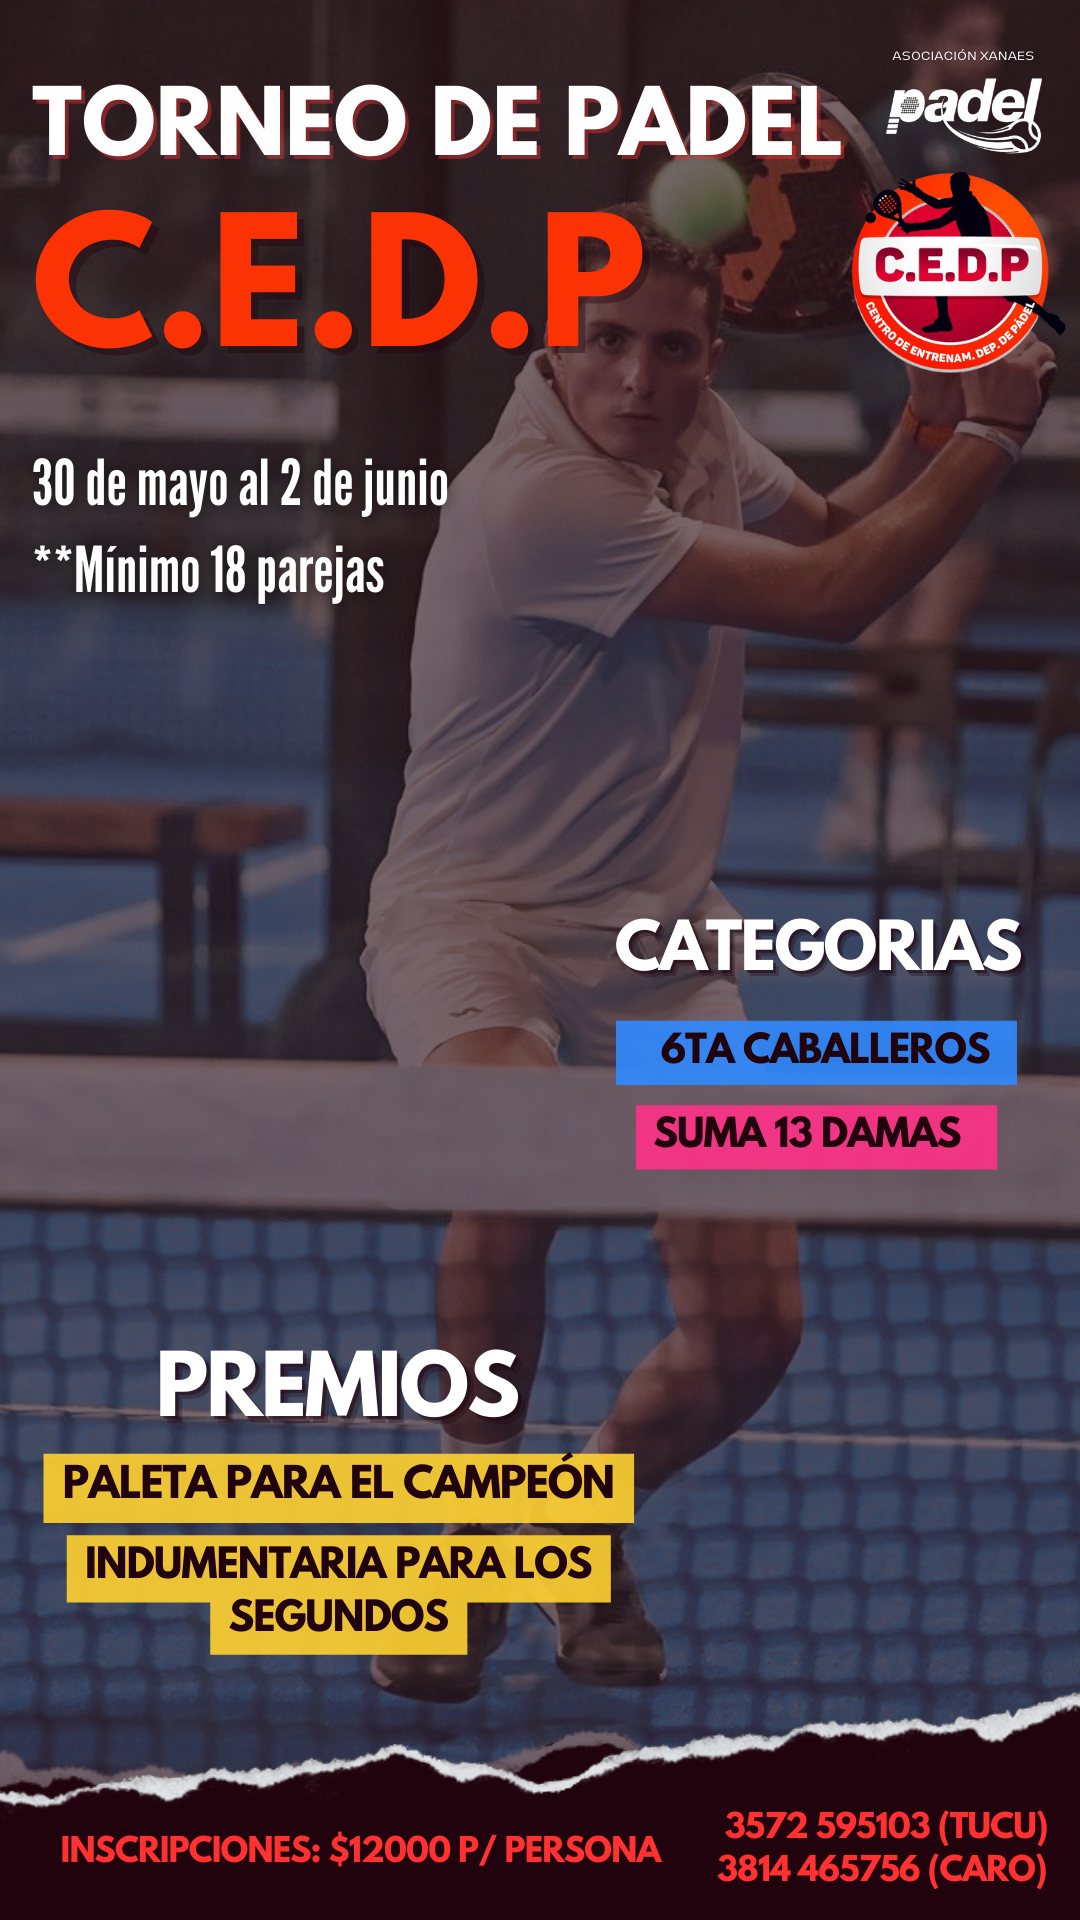 ASOCIACIÓN XANAES
padel
TORNEO DE PADEL
C.E.D.P
C.E.D.P
CENTRO DE ENTRENAM. DEP. DE PÁDEL
30 de mayo al 2 de junio
**Mínimo 18 parejas
CATEGORIAS
6TA CABALLEROS
SUMA 13 DAMAS
PREMIOS
PALETA PARA EL CAMPEÓN
INDUMENTARIA PARA LOS
SEGUNDOS
INSCRIPCIONES: $12000 P/ PERSONA
3572 595103 (TUCU)
3814 465756 (CARO)